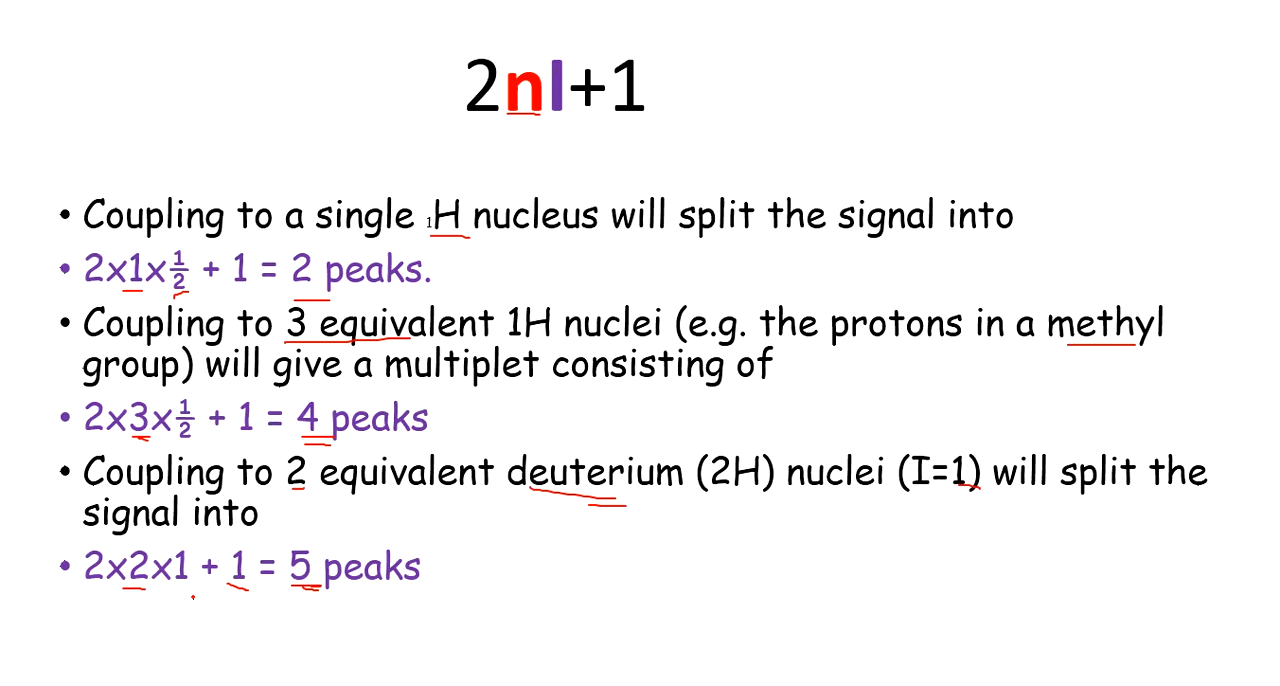 2nI+1
• Coupling to a single ₁H nucleus will split the signal into
• 2x1x½ + 1 = 2 peaks.
• Coupling to 3 equivalent 1H nuclei (e.g. the protons in a methyl
group) will give a multiplet consisting of
• 2x3x½ + 1 = 4 peaks
• Coupling to 2 equivalent deuterium (2H) nuclei (I=1) will split the
signal into
• 2x2x1 + 1 = 5 peaks